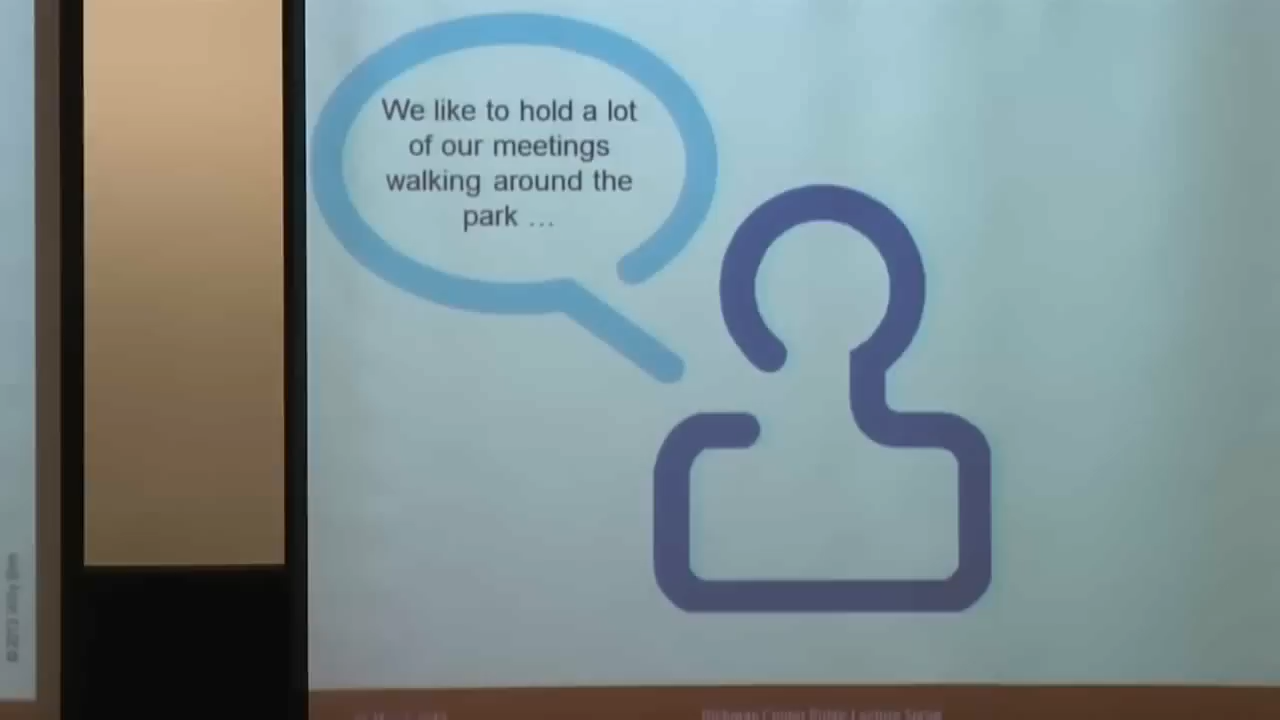 We like to hold a lot
of our meetings
walking around the
park …